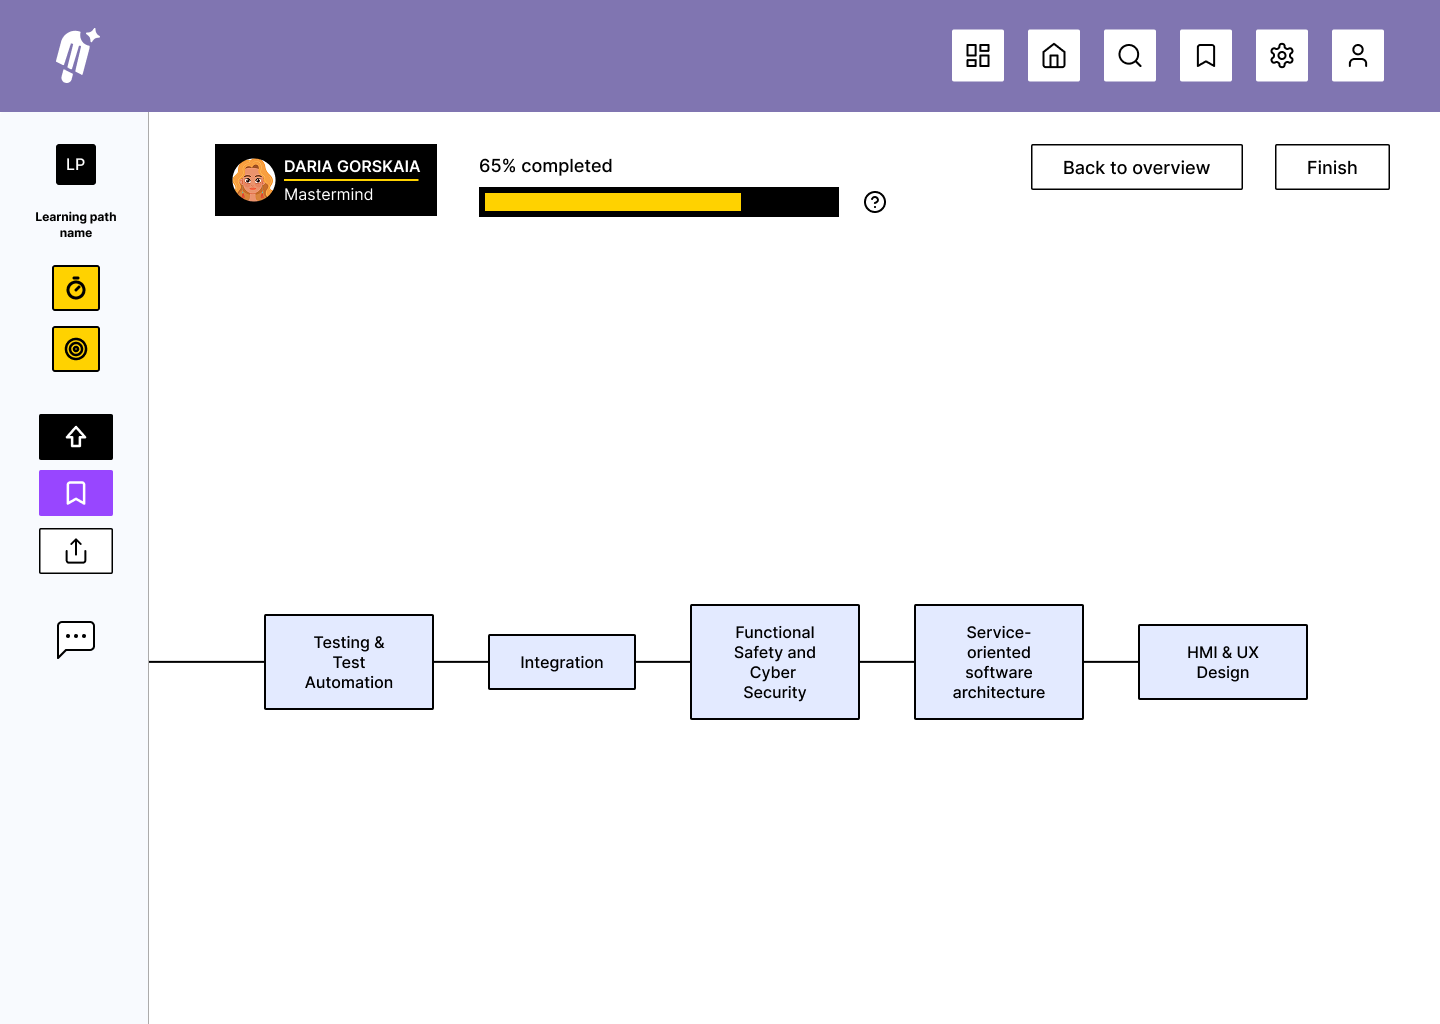 LP
Learning path
name
DARIA GORSKAIA
Mastermind
65% completed
Back to overview
Finish
Testing &
Test
Automation
Integration
Functional
Safety and
Cyber
Security
Service-
oriented
software
architecture
HMI & UX
Design